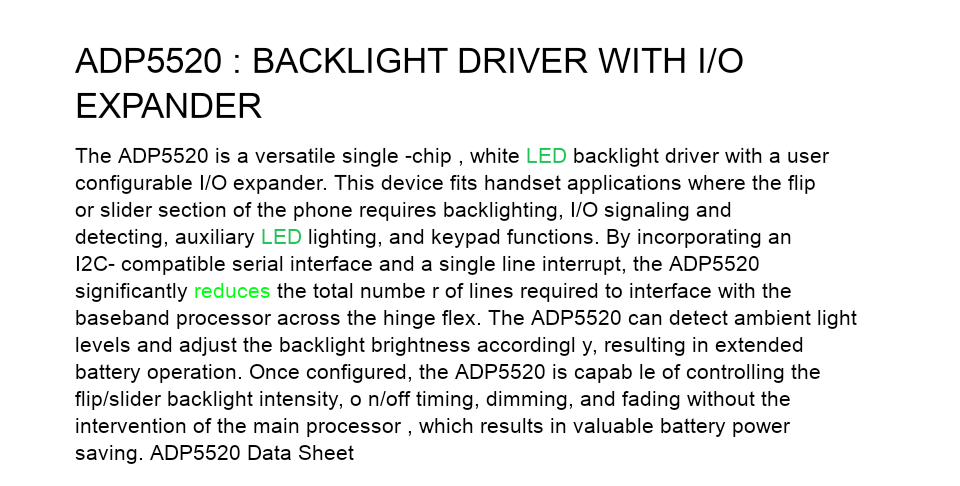 ADP5520 : BACKLIGHT DRIVER WITH I/O
EXPANDER
The ADP5520 is a versatile single -chip , white LED backlight driver with a user
configurable I/O expander. This device fits handset applications where the flip
or slider section of the phone requires backlighting, I/O signaling and
detecting, auxiliary LED lighting, and keypad functions. By incorporating an
I2C- compatible serial interface and a single line interrupt, the ADP5520
significantly reduces the total numbe r of lines required to interface with the
baseband processor across the hinge flex. The ADP5520 can detect ambient light
levels and adjust the backlight brightness accordingl y, resulting in extended
battery operation. Once configured, the ADP5520 is capab le of controlling the
flip/slider backlight intensity, o n/off timing, dimming, and fading without the
intervention of the main processor , which results in valuable battery power
saving. ADP5520 Data Sheet